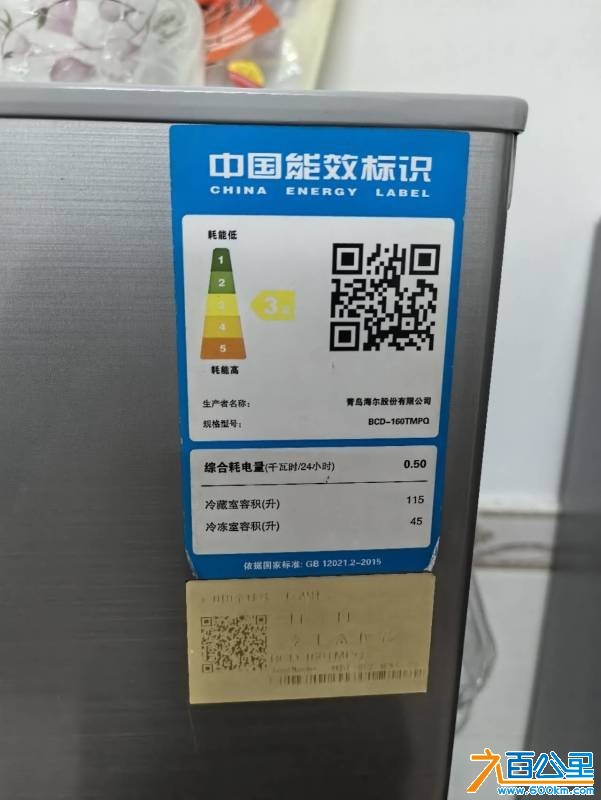 中国能效标识
CHINA ENERGY LABEL
耗能低
1
2
3
4
5
3级
耗能高
生产者名称: 青岛海尔股份有限公司
规格型号: BCD-160TMPQ
综合耗电量(千瓦时/24小时) 0.50
冷藏室容积(升) 115
冷冻室容积(升) 45
依据国家标准: GB 12021.2-2015
BCD-160TMPQ
六百公里
www.600km.com